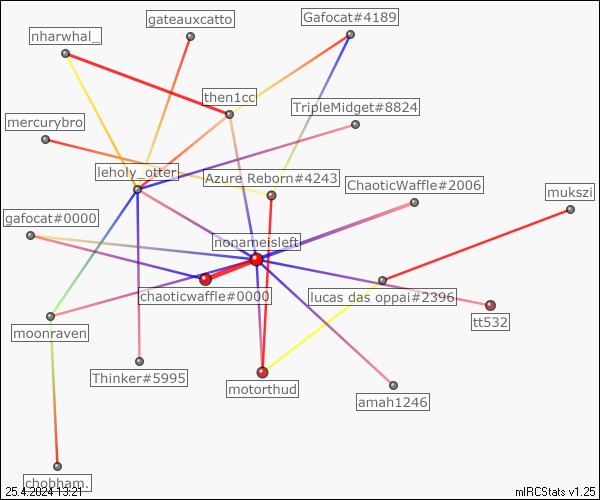 gateauxcatto
Gafocat#4189
nharwhal_
then1cc
TripleMidget#8824
mercurybro
leholy_otter
Azure Reborn#4243
ChaoticWaffle#2006
mukszi
gafocat#0000
nonameisleft
chaoticwaffle#0000
lucas das oppai#2396
tt532
moonraven
Thinker#5995
motorthud
amah1246
chobham.
25.4.2024 13:21
mIRCStats v1.25